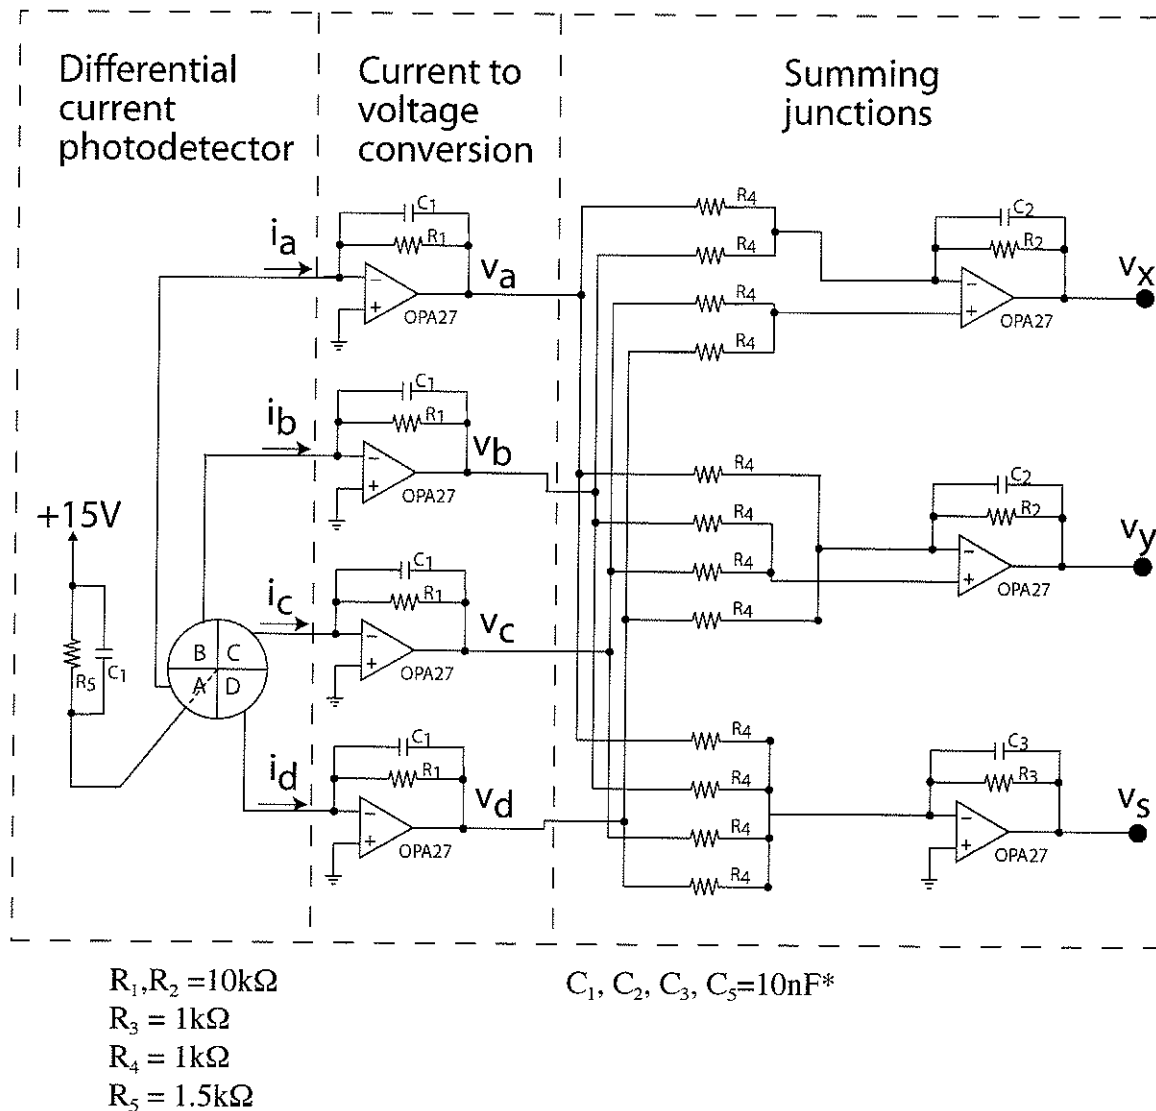 Differential
current
photodetector
Current to
voltage
conversion
Summing
junctions
C1
R1
ia
va
OPA27
C1
R1
ib
vb
OPA27
C1
R1
ic
vc
OPA27
C1
R1
id
vd
OPA27
+15V
R5
C1
B C
A D
R4
R4
R4
R4
C2
R2
OPA27
vx
R4
R4
R4
R4
C2
R2
OPA27
vy
R4
R4
R4
R4
C3
R3
OPA27
vs
R₁,R₂ =10kΩ
R₃ = 1kΩ
R₄ = 1kΩ
R₅ = 1.5kΩ
C₁, C₂, C₃, C₅=10nF*